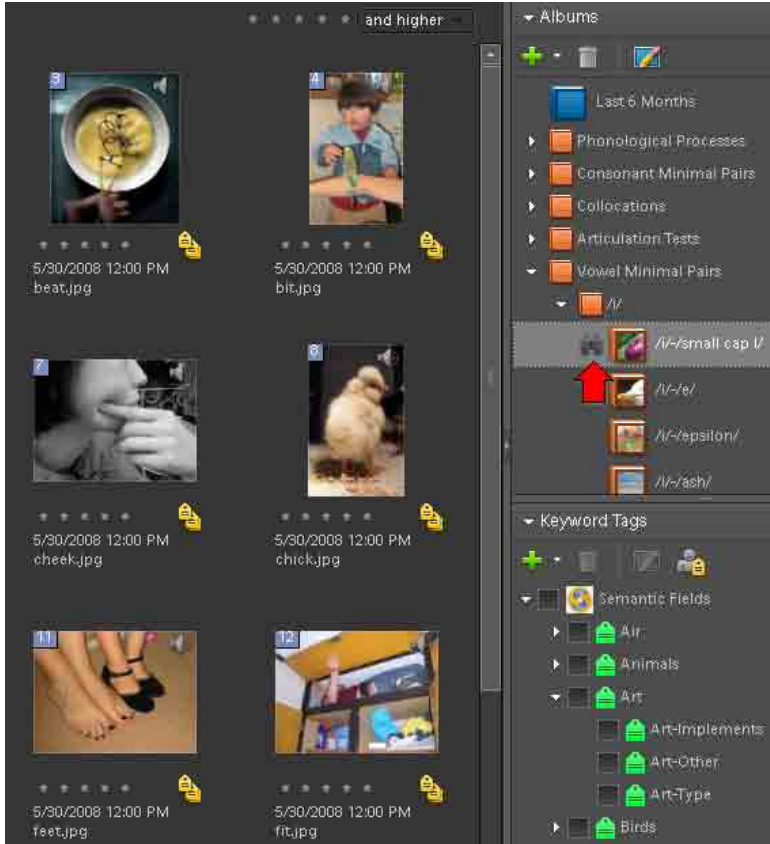 and higher
3
4
5/30/2008 12:00 PM
beat.jpg
5/30/2008 12:00 PM
bit.jpg
7
8
5/30/2008 12:00 PM
cheek.jpg
5/30/2008 12:00 PM
chick.jpg
11
12
5/30/2008 12:00 PM
feet.jpg
5/30/2008 12:00 PM
fit.jpg
Albums
Last 6 Months
Phonological Processes
Consonant Minimal Pairs
Collocations
Articulation Tests
Vowel Minimal Pairs
/i/
/i/-/small cap I/
/i/-/e/
/i/-/epsilon/
/i/-/ash/
Keyword Tags
Semantic Fields
Air
Animals
Art
Art-Implements
Art-Other
Art-Type
Birds